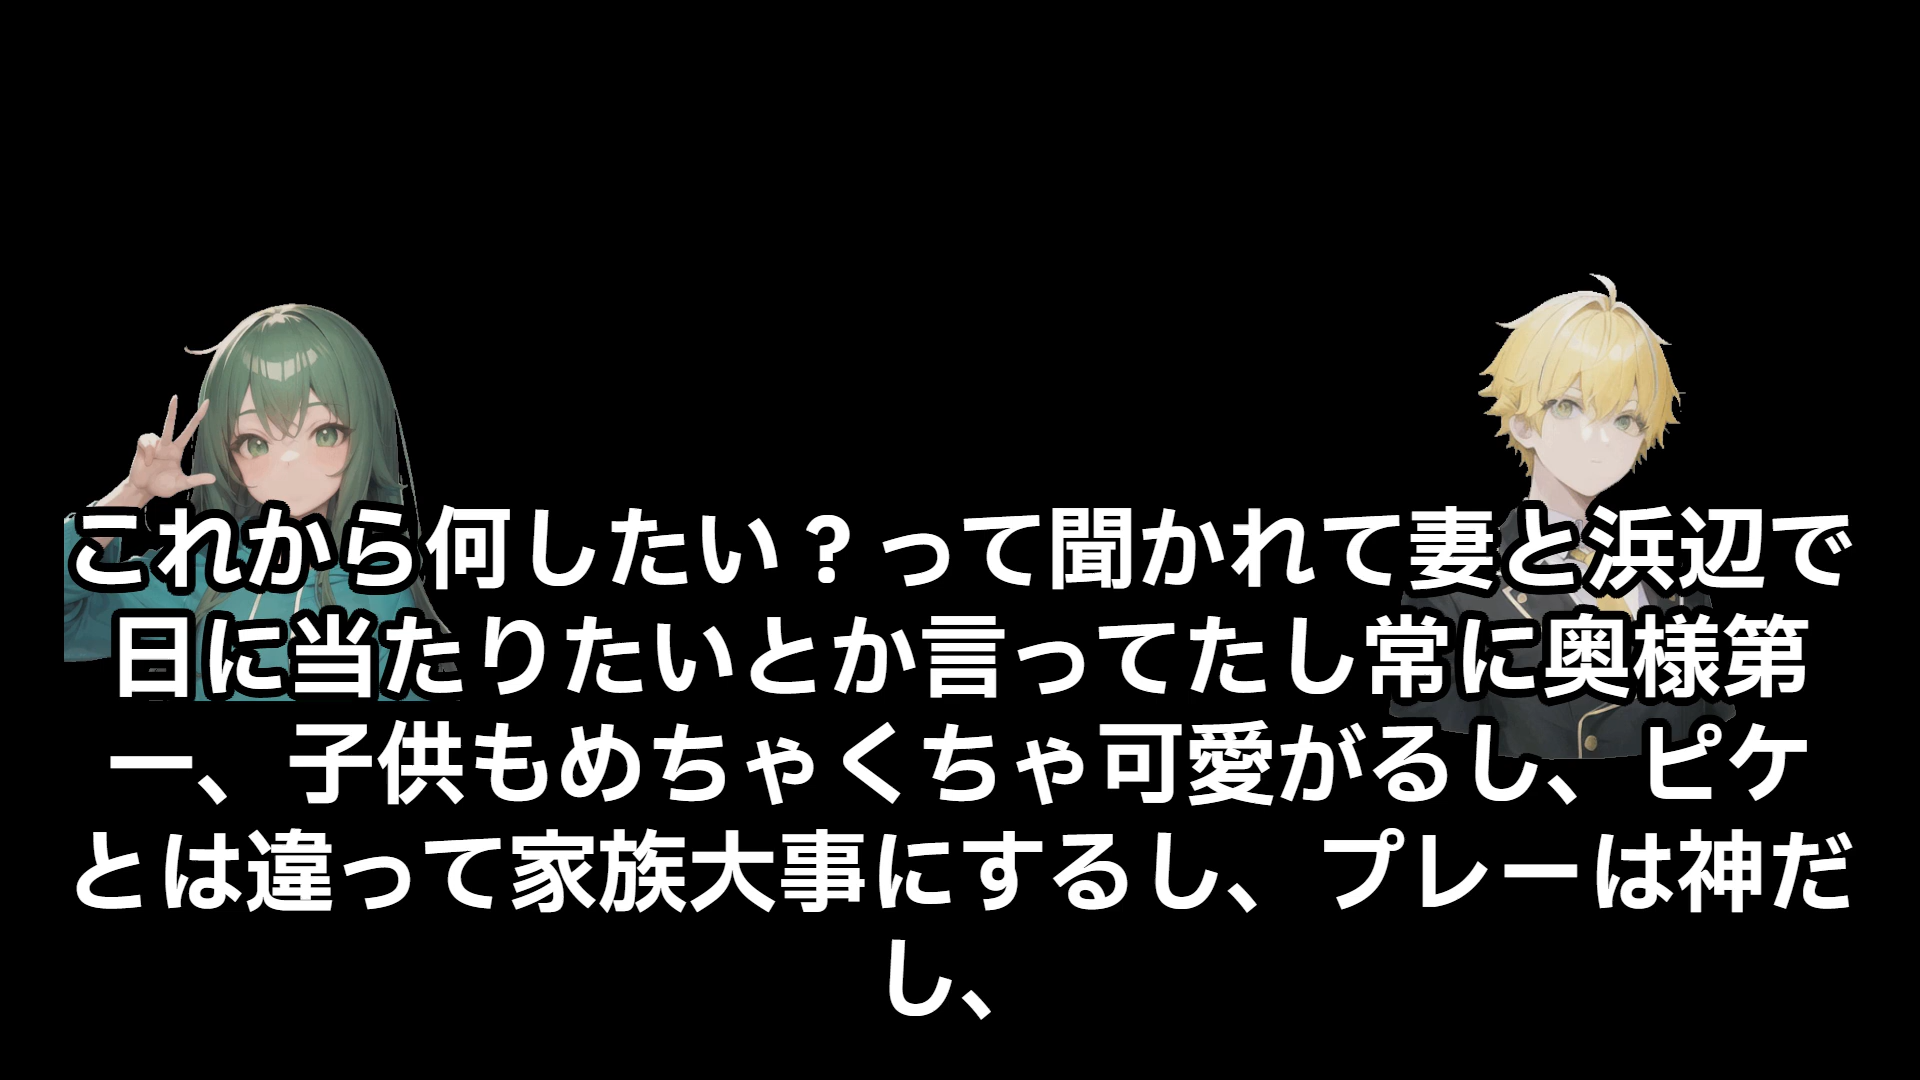 これから何したい？って聞かれて妻と浜辺で
日に当たりたいとか言ってたし常に奥様第
一、子供もめちゃくちゃ可愛がるし、ピケ
とは違って家族大事にするし、プレーは神だ
し、